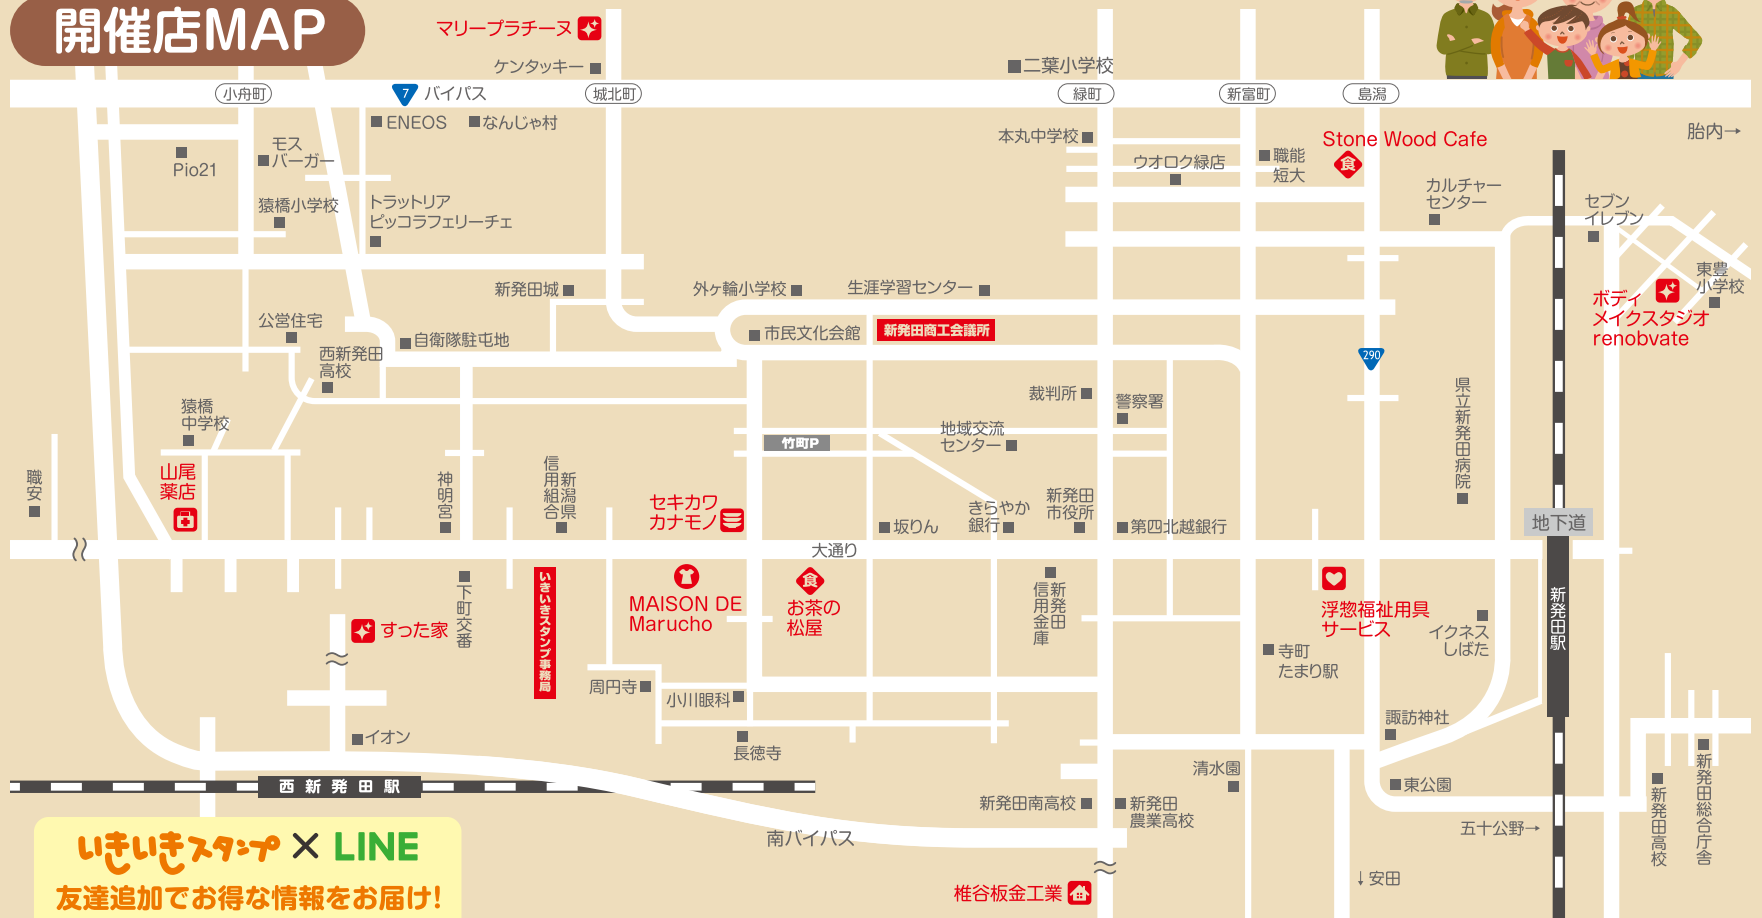 開催店MAP
マリープラチーヌ
ケンタッキー
二葉小学校
小舟町
7
バイパス
城北町
緑町
新富町
島潟
胎内→
ENEOS
なんじゃ村
本丸中学校
Stone Wood Cafe
食
Pio21
モス
バーガー
ウオロク緑店
職能
短大
カルチャー
センター
セブン
イレブン
猿橋小学校
トラットリア
ピッコラフェリーチェ
東豊
小学校
新発田城
外ヶ輪小学校
生涯学習センター
ボディ
メイクスタジオ
renobvate
公営住宅
自衛隊駐屯地
市民文化会館
新発田商工会議所
290
西新発田
高校
裁判所
警察署
県立新発田病院
猿橋
中学校
竹町P
地域交流
センター
職安
山尾
薬店
神明宮
新潟県
信用組合
セキカワ
カナモノ
坂りん
きらやか
銀行
新発田
市役所
第四北越銀行
地下道
大通り
下町交番
いきいきスタンプ事務局
MAISON DE
Marucho
食
お茶の
松屋
新発田
信用金庫
浮惣福祉用具
サービス
イクネス
しばた
新発田駅
すった家
寺町
たまり駅
周円寺
小川眼科
長徳寺
イオン
諏訪神社
清水園
東公園
西新発田駅
新発田南高校
新発田
農業高校
五十公野→
新発田高校
新発田総合庁舎
南バイパス
↓安田
椎谷板金工業
いきいきスタンプ×LINE
友達追加でお得な情報をお届け!